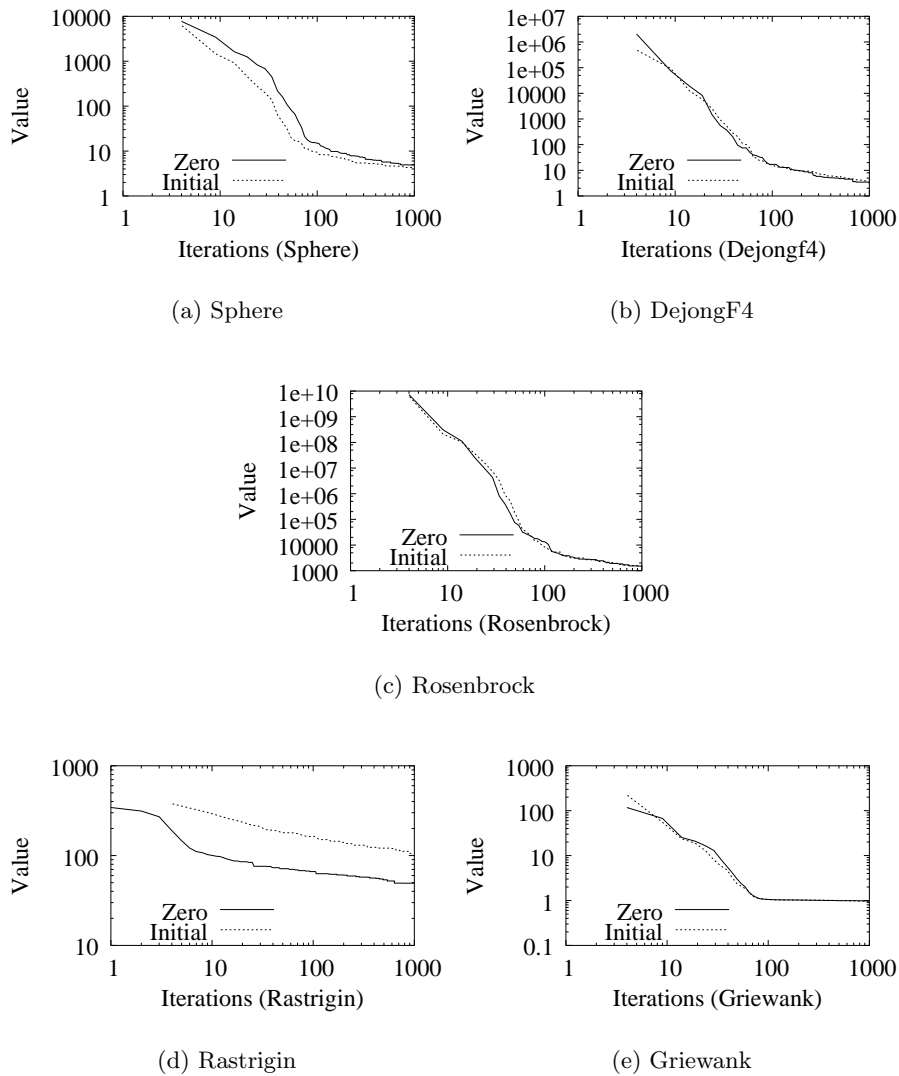 10000
1000
100
10
1
Value
Zero
Initial
1 10 100 1000
Iterations (Sphere)
(a) Sphere
1e+07
1e+06
1e+05
10000
1000
100
10
1
Value
Zero
Initial
1 10 100 1000
Iterations (Dejongf4)
(b) DejongF4
1e+10
1e+09
1e+08
1e+07
1e+06
1e+05
10000
1000
Value
Zero
Initial
1 10 100 1000
Iterations (Rosenbrock)
(c) Rosenbrock
1000
100
10
Value
Zero
Initial
1 10 100 1000
Iterations (Rastrigin)
(d) Rastrigin
1000
100
10
1
0.1
Value
Zero
Initial
1 10 100 1000
Iterations (Griewank)
(e) Griewank